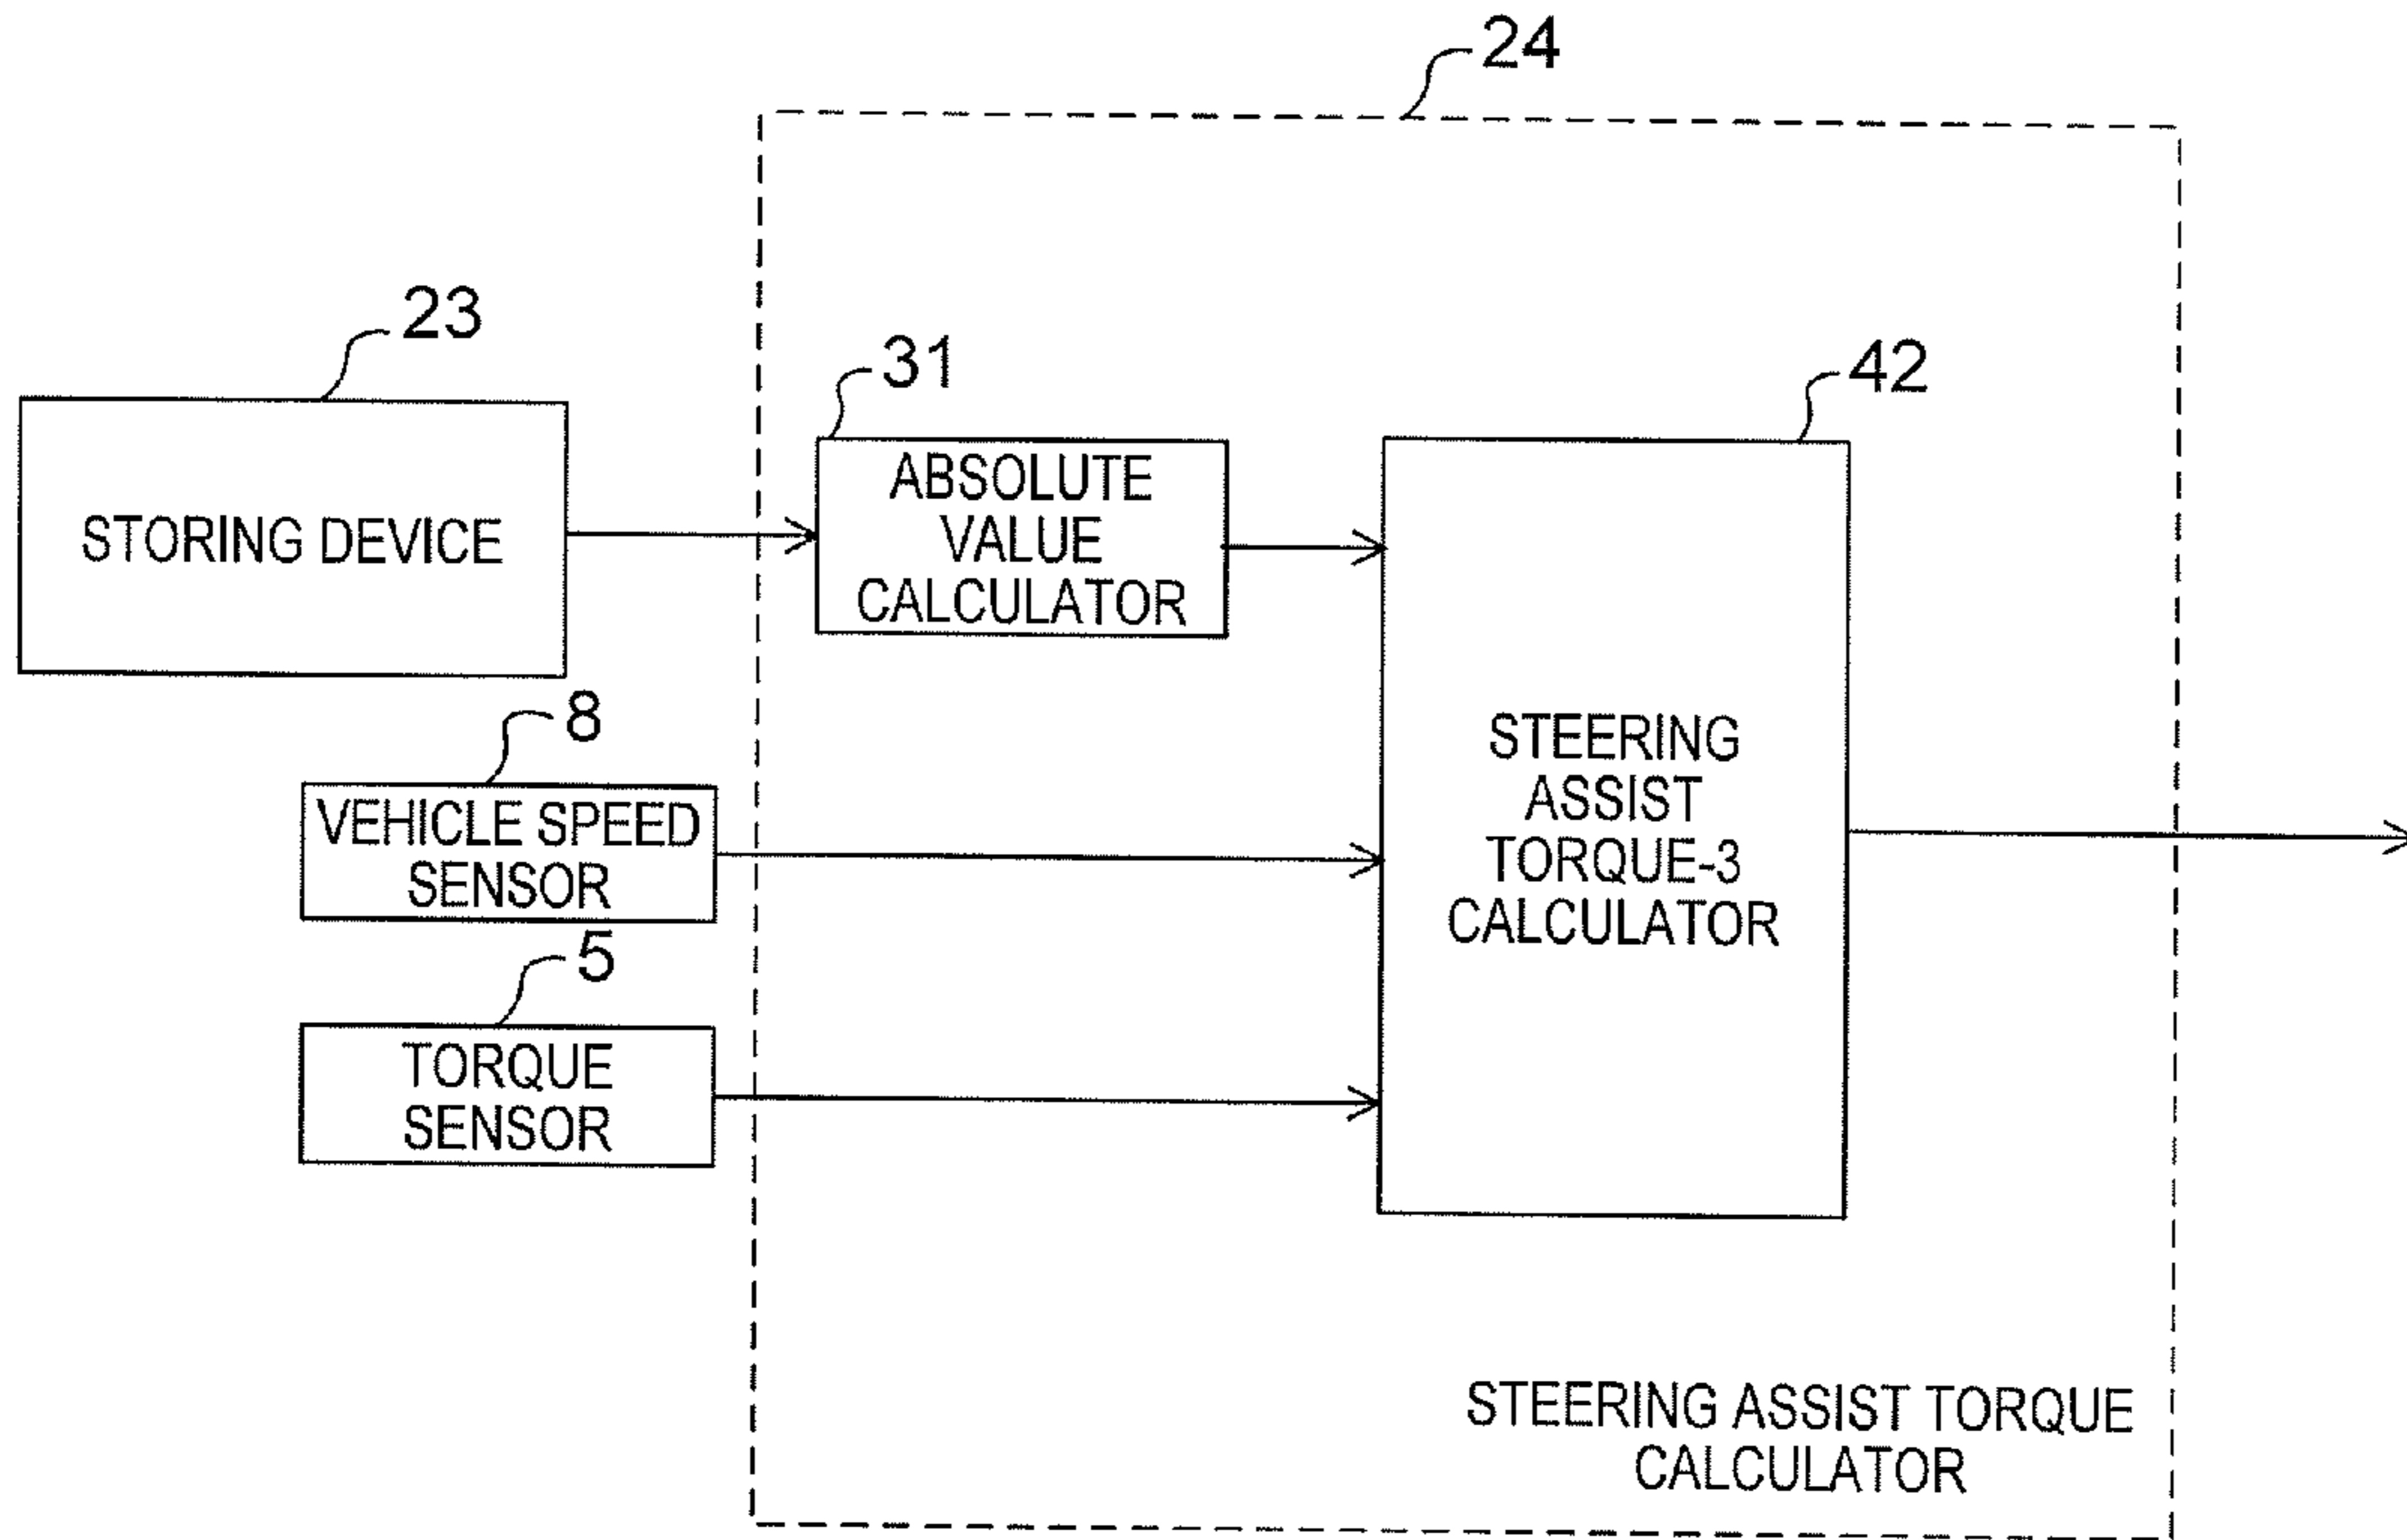 24
23
STORING DEVICE
31
ABSOLUTE
VALUE
CALCULATOR
42
STEERING
ASSIST
TORQUE-3
CALCULATOR
8
VEHICLE SPEED
SENSOR
5
TORQUE
SENSOR
STEERING ASSIST TORQUE
CALCULATOR